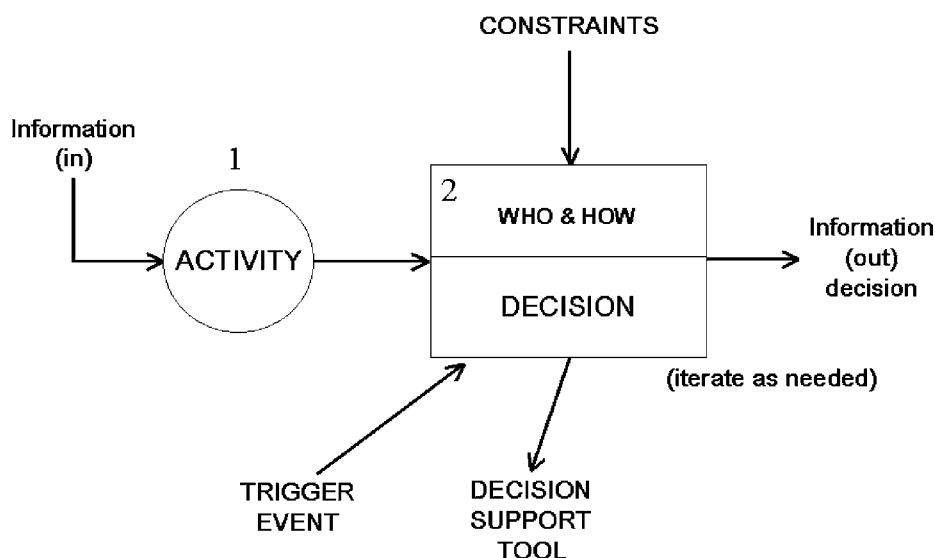 CONSTRAINTS
Information
(in)
1
ACTIVITY
2
WHO & HOW
DECISION
Information
(out)
decision
(iterate as needed)
TRIGGER
EVENT
DECISION
SUPPORT
TOOL